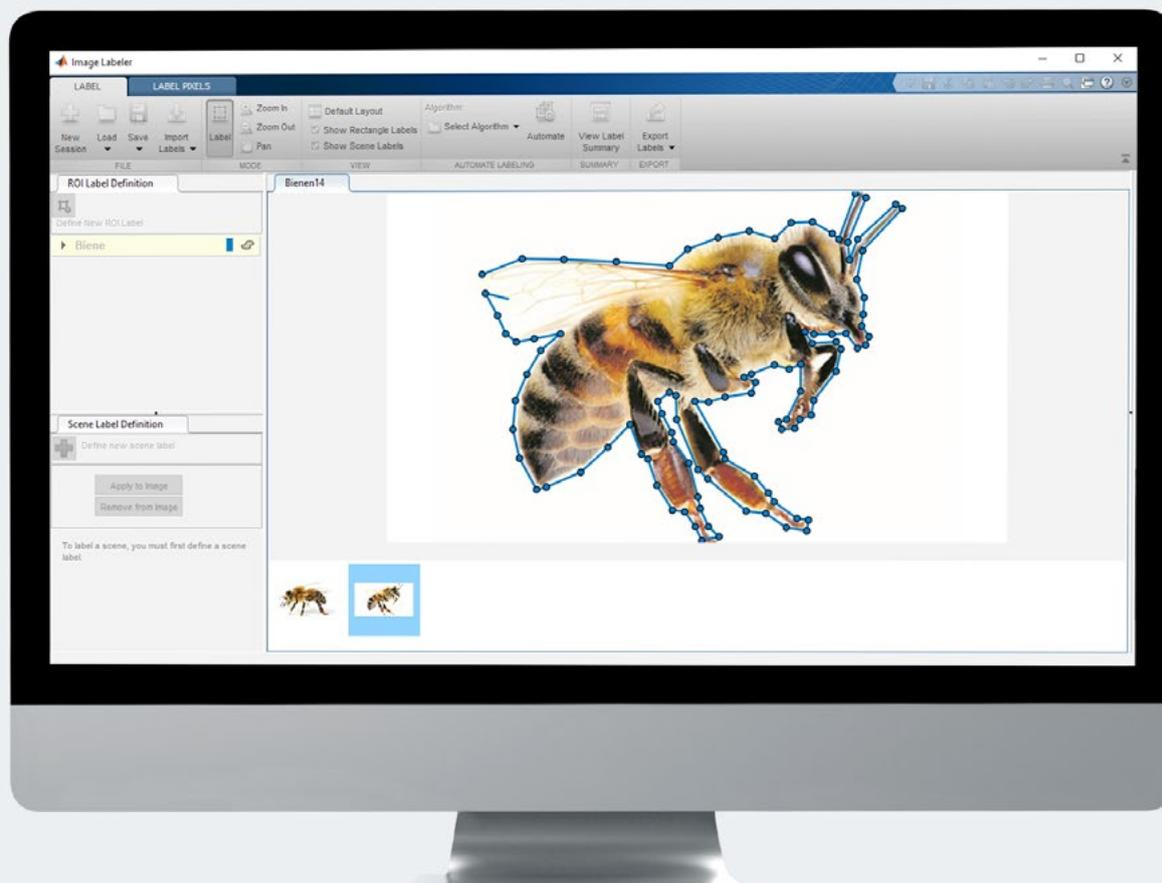 Image Labeler
LABEL
LABEL PIXELS
New
Session
Load
Save
Import
Labels
FILE
Label
Zoom In
Zoom Out
Pan
MODE
Default Layout
Show Rectangle Labels
Show Scene Labels
VIEW
Algorithm:
Select Algorithm
Automate
AUTOMATE LABELING
View Label
Summary
SUMMARY
Export
Labels
EXPORT
ROI Label Definition
Define New ROI Label
Biene
Scene Label Definition
Define new scene label
Apply to Image
Remove from Image
To label a scene, you must first define a scene
label
Bienen14